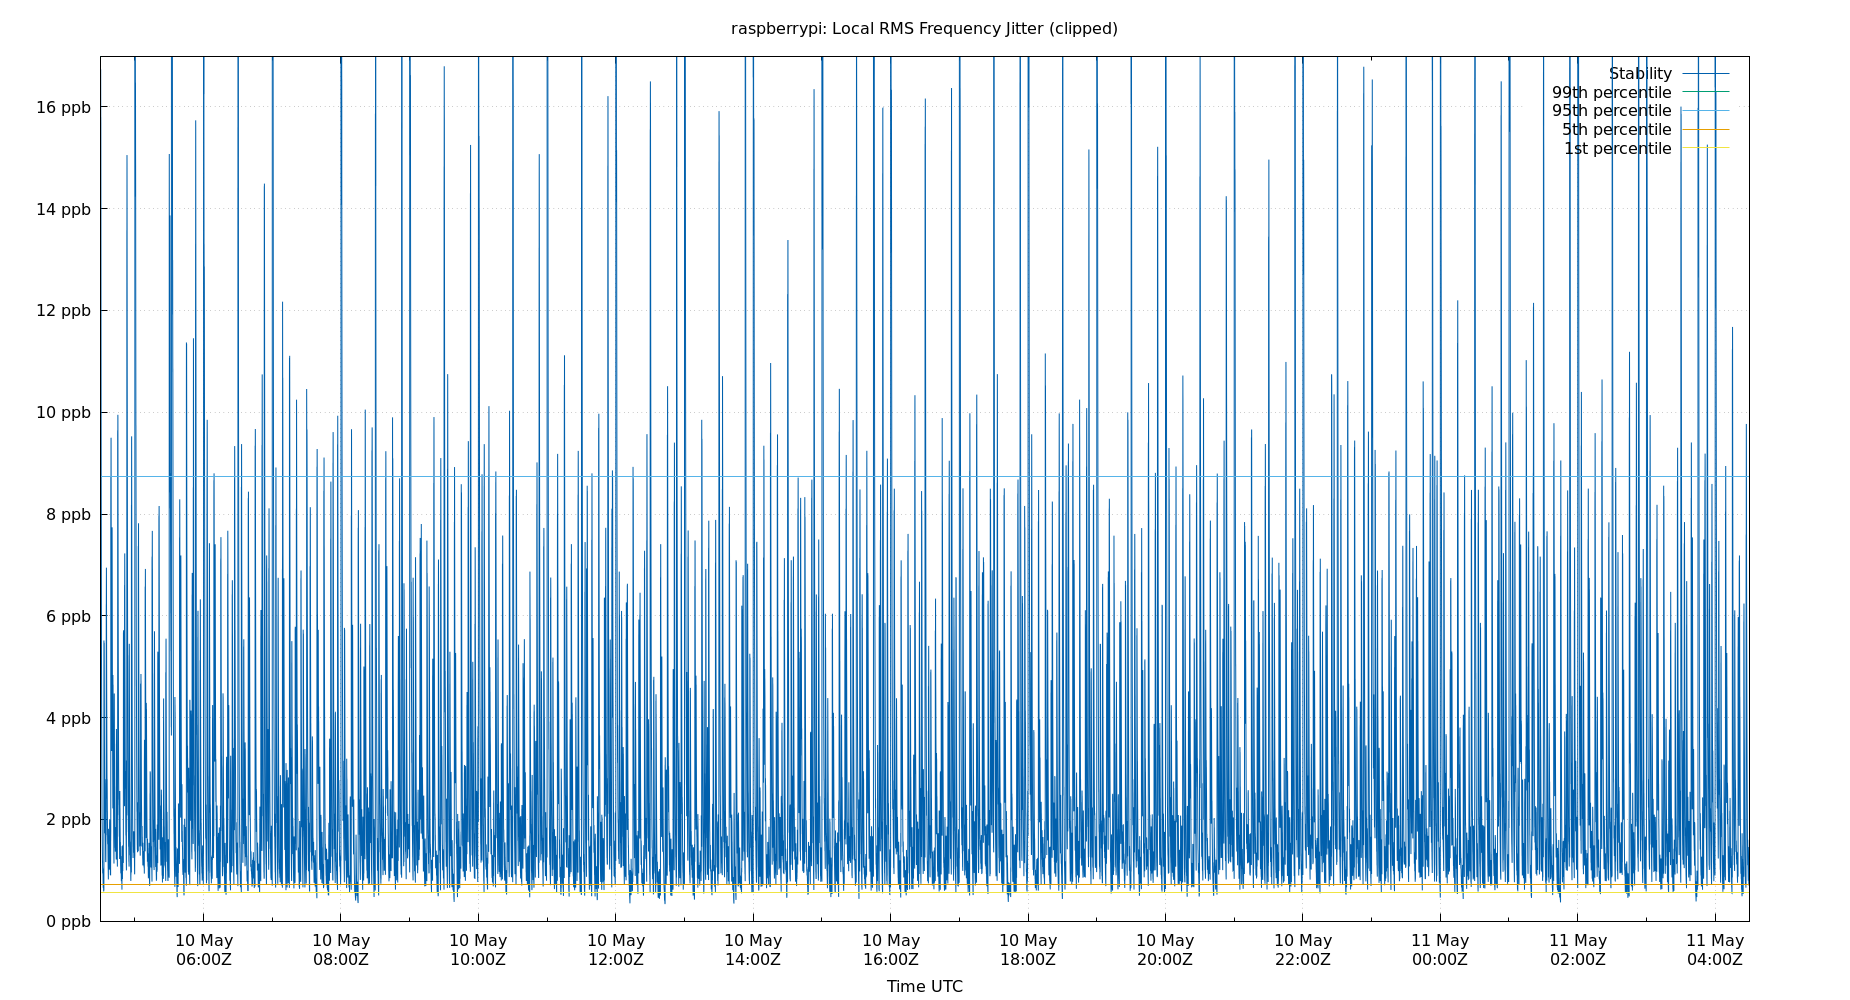 raspberrypi: Local RMS Frequency Jitter (clipped)
Stability
99th percentile
95th percentile
5th percentile
1st percentile
16 ppb
14 ppb
12 ppb
10 ppb
8 ppb
6 ppb
4 ppb
2 ppb
0 ppb
10 May 10 May 10 May 10 May 10 May 10 May 10 May 10 May 10 May 11 May 11 May 11 May
06:00Z 08:00Z 10:00Z 12:00Z 14:00Z 16:00Z 18:00Z 20:00Z 22:00Z 00:00Z 02:00Z 04:00Z
Time UTC